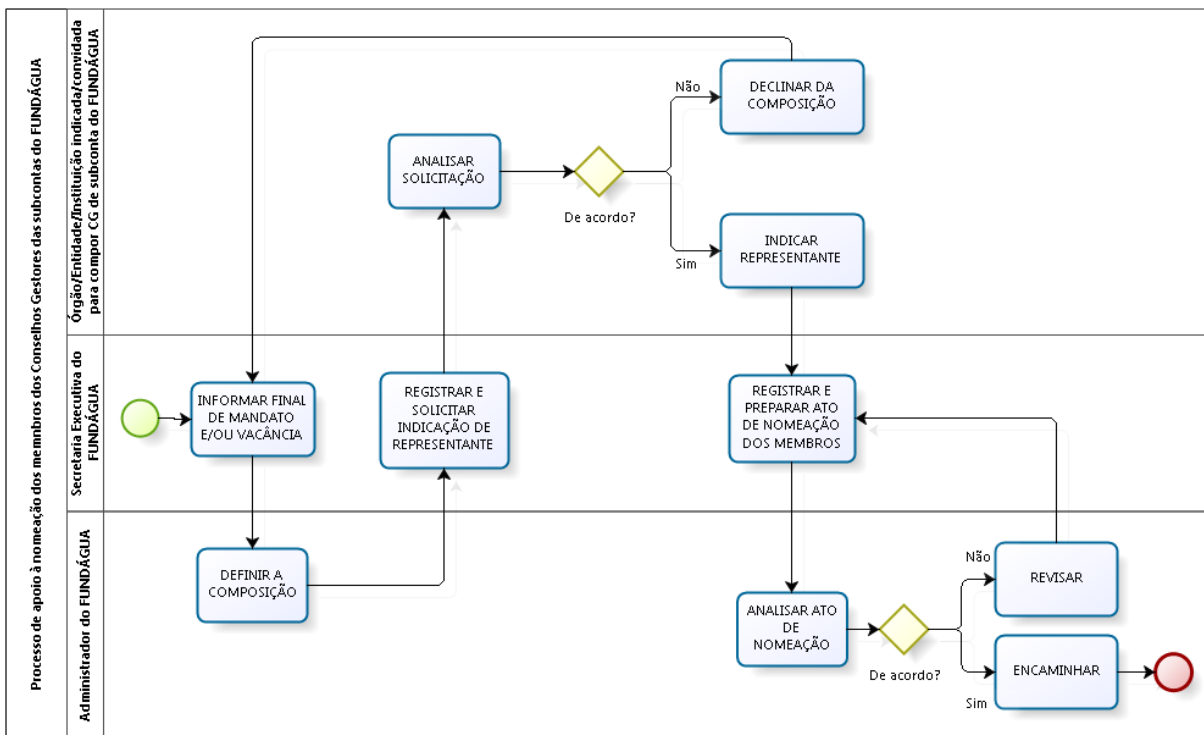 Processo de apoio à nomeação dos membros dos Conselhos Gestores das subcontas do FUNDÁGUA
Órgão/Entidade/Instituição indicada/convidada
para compor CG de subconta do FUNDÁGUA
DECLINAR DA
COMPOSIÇÃO
Não
ANALISAR
SOLICITAÇÃO
De acordo?
Sim
INDICAR
REPRESENTANTE
Secretaria Executiva do
FUNDÁGUA
INFORMAR FINAL
DE MANDATO
E/OU VACÂNCIA
REGISTRAR E
SOLICITAR
INDICAÇÃO DE
REPRESENTANTE
REGISTRAR E
PREPARAR ATO
DE NOMEAÇÃO
DOS MEMBROS
Administrador do FUNDÁGUA
DEFINIR A
COMPOSIÇÃO
ANALISAR ATO
DE
NOMEAÇÃO
De acordo?
Não
REVISAR
Sim
ENCAMINHAR